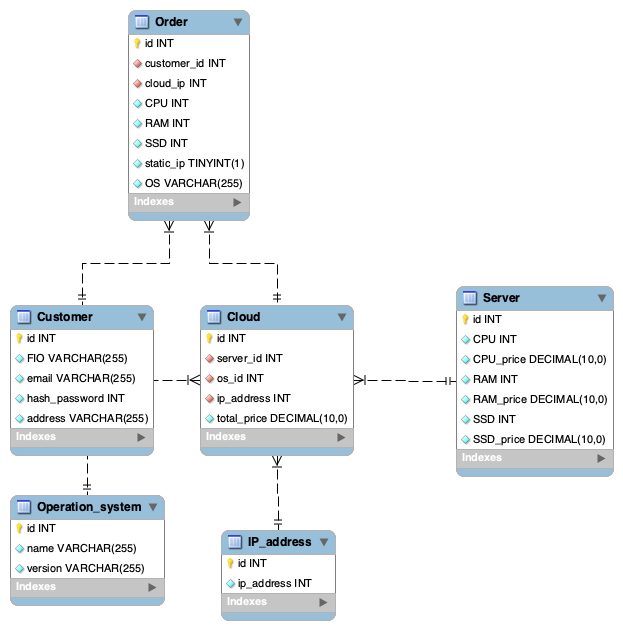 Order
id INT
customer_id INT
cloud_ip INT
CPU INT
RAM INT
SSD INT
static_ip TINYINT(1)
OS VARCHAR(255)
Indexes
Customer
id INT
FIO VARCHAR(255)
email VARCHAR(255)
hash_password INT
address VARCHAR(255)
Indexes
Cloud
id INT
server_id INT
os_id INT
ip_address INT
total_price DECIMAL(10,0)
Indexes
Server
id INT
CPU INT
CPU_price DECIMAL(10,0)
RAM INT
RAM_price DECIMAL(10,0)
SSD INT
SSD_price DECIMAL(10,0)
Indexes
Operation_system
id INT
name VARCHAR(255)
version VARCHAR(255)
Indexes
IP_address
id INT
ip_address INT
Indexes